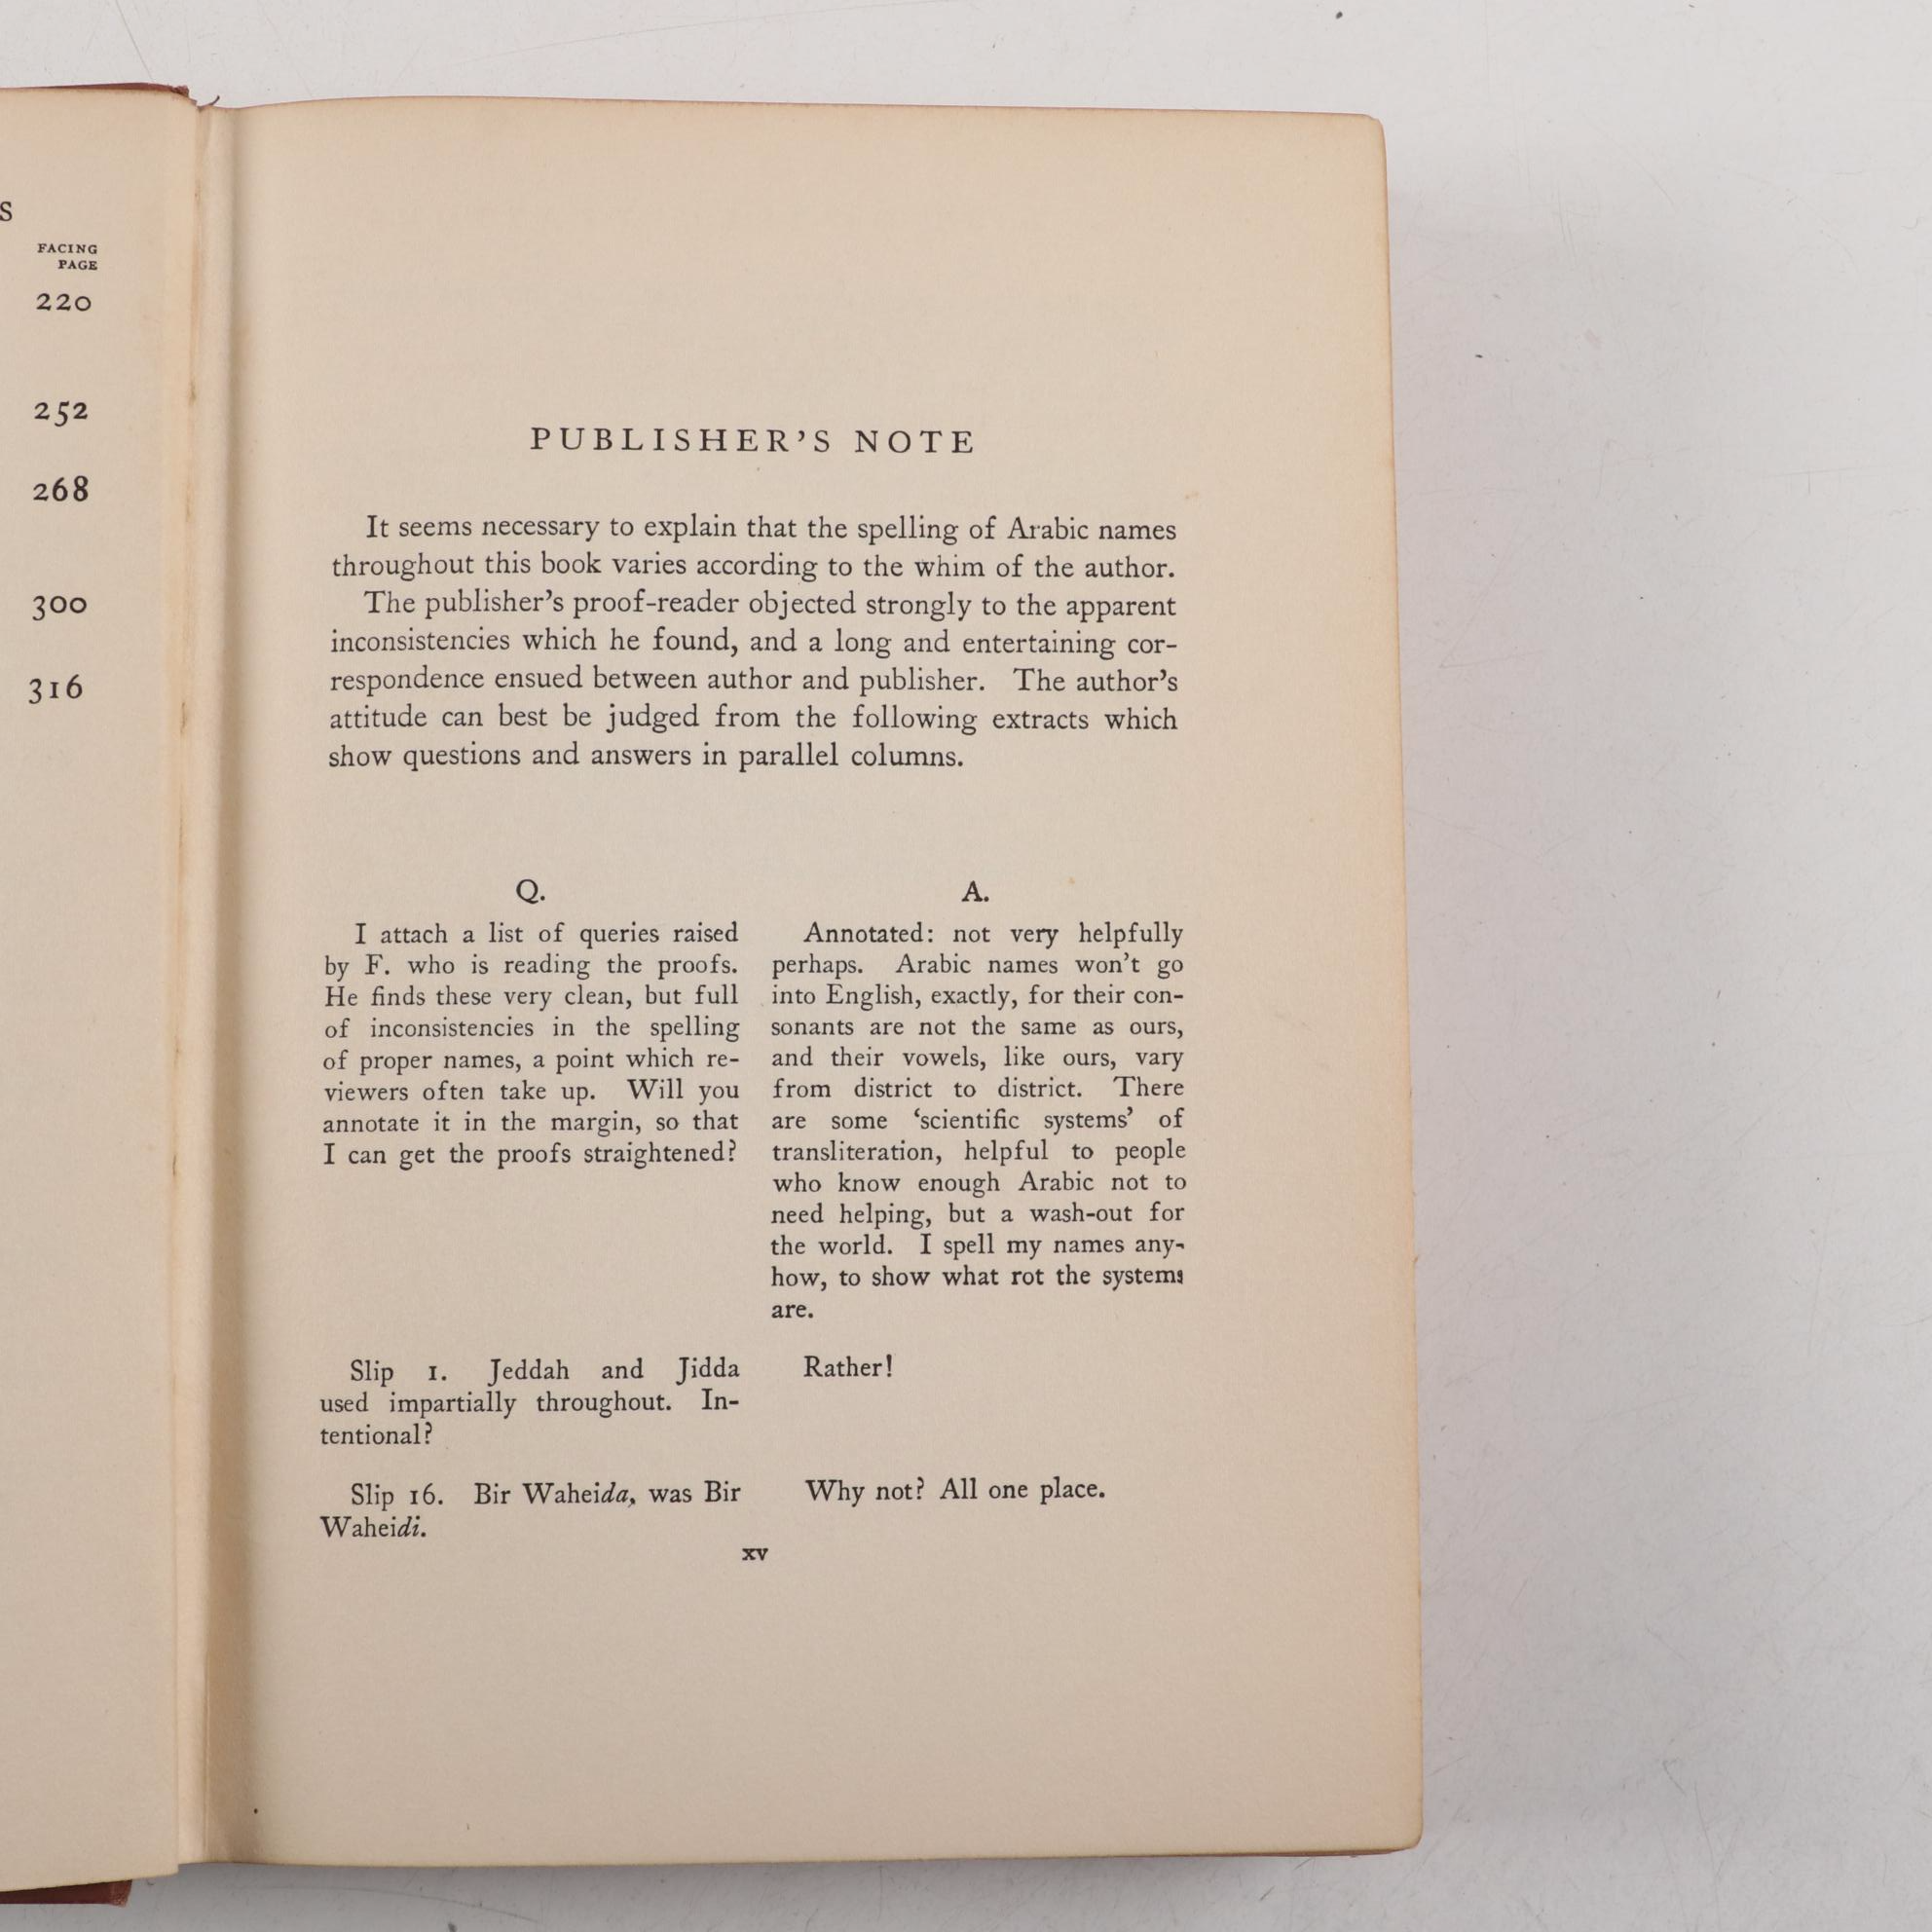 S
FACING
PAGE
220
252
268
300
316
PUBLISHER’S NOTE
It seems necessary to explain that the spelling of Arabic names
throughout this book varies according to the whim of the author.
The publisher’s proof-reader objected strongly to the apparent
inconsistencies which he found, and a long and entertaining cor-
respondence ensued between author and publisher. The author’s
attitude can best be judged from the following extracts which
show questions and answers in parallel columns.
Q.
I attach a list of queries raised
by F. who is reading the proofs.
He finds these very clean, but full
of inconsistencies in the spelling
of proper names, a point which re-
viewers often take up. Will you
annotate it in the margin, so that
I can get the proofs straightened?
A.
Annotated: not very helpfully
perhaps. Arabic names won’t go
into English, exactly, for their con-
sonants are not the same as ours,
and their vowels, like ours, vary
from district to district. There
are some ‘scientific systems’ of
transliteration, helpful to people
who know enough Arabic not to
need helping, but a wash-out for
the world. I spell my names any-
how, to show what rot the systems
are.
Slip 1. Jeddah and Jidda
used impartially throughout. In-
tentional?
Rather!
Slip 16. Bir Waheida, was Bir
Waheidi.
Why not? All one place.
xv